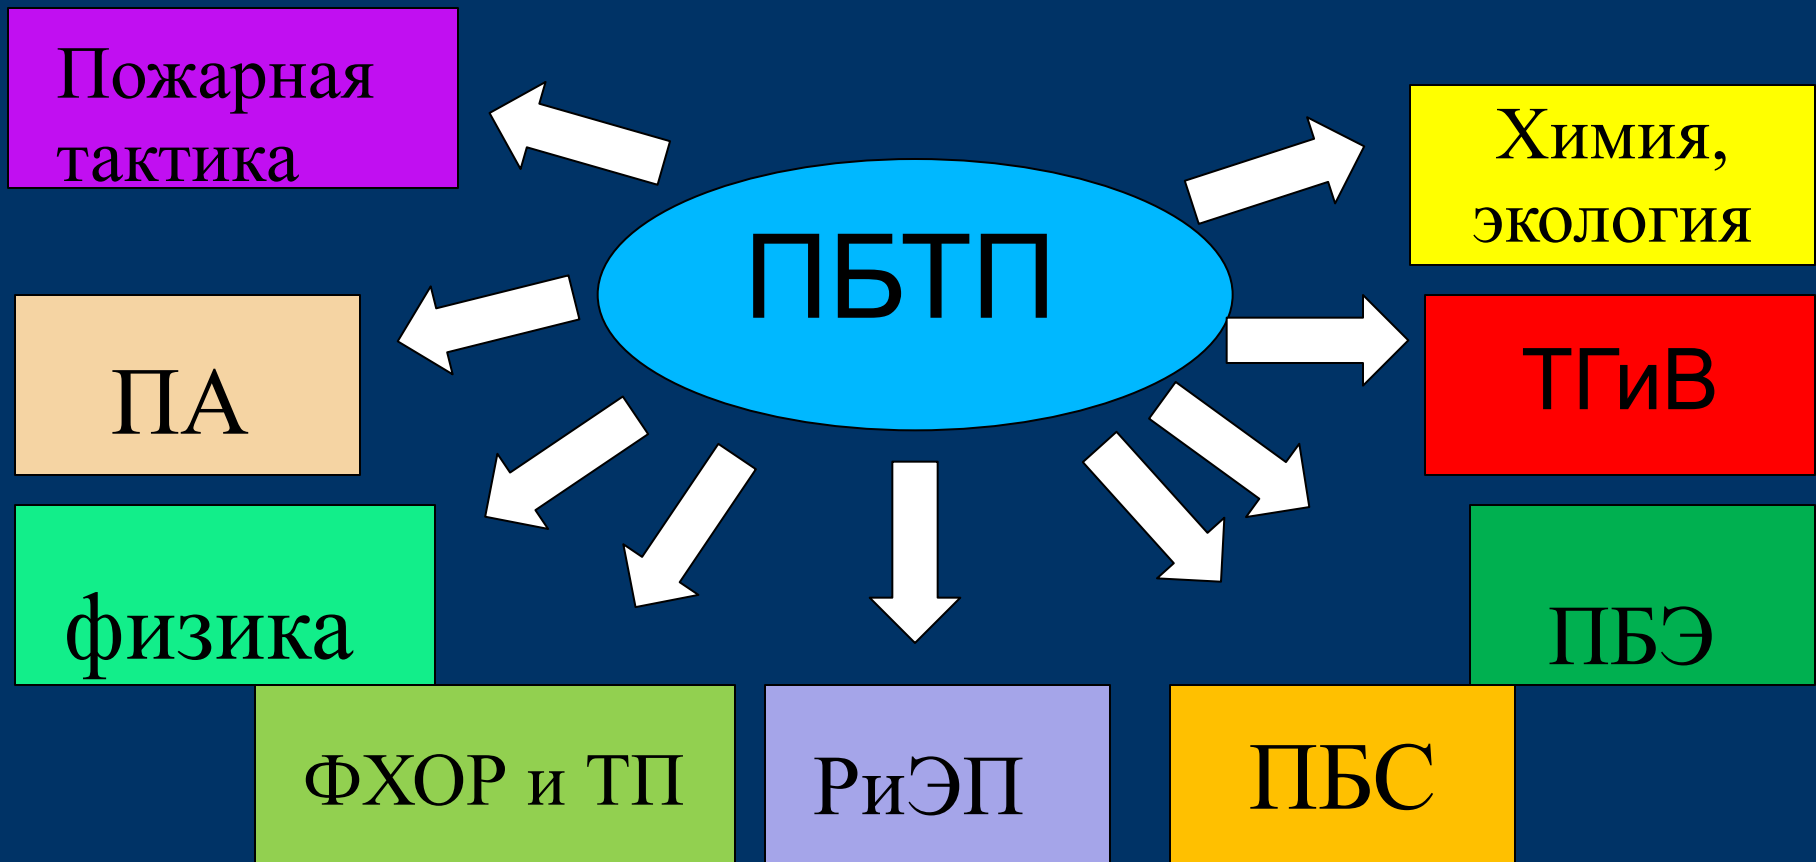 Пожарная
тактика
Химия,
экология
ПБТП
ПА
ТГиВ
физика
ПБЭ
ФХОР и ТП
РиЭП
ПБС